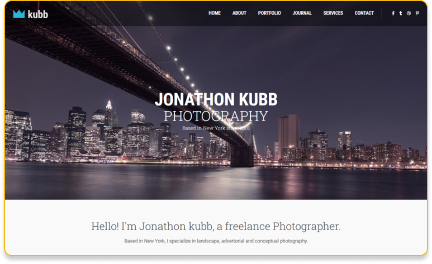 kubb
HOME ABOUT PORTFOLIO JOURNAL SERVICES CONTACT
JONATHON KUBB
PHOTOGRAPHY
Based in New York
Hello! I'm Jonathon kubb, a freelance Photographer.
Based in New York, I specialize in landscape, advertorial and conceptual photography.